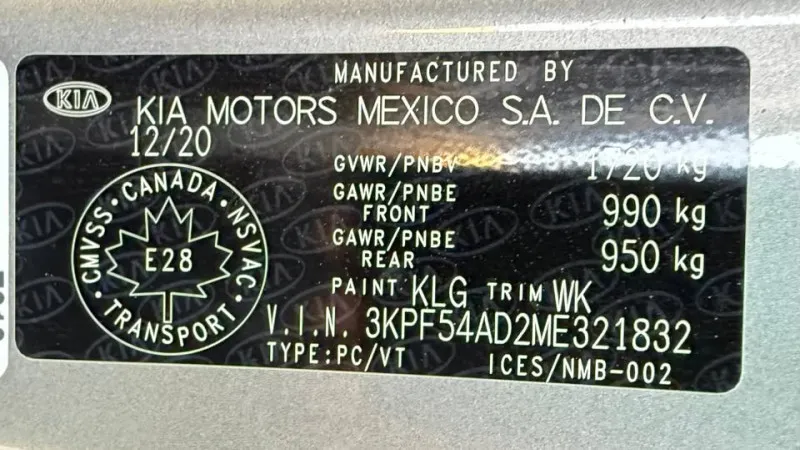 MANUFACTURED BY
KIA
KIA MOTORS MEXICO S.A. DE C.V.
12/20
GVWR/PNBV 1720 kg
GAWR/PNBE
FRONT 990 kg
GAWR/PNBE
REAR 950 kg
CMVSS • CANADA • NSVAC • TRANSPORT •
E28
PAINT KLG TRIM WK
V.I.N. 3KPF54AD2ME321832
TYPE:PC/VT ICES/NMB-002